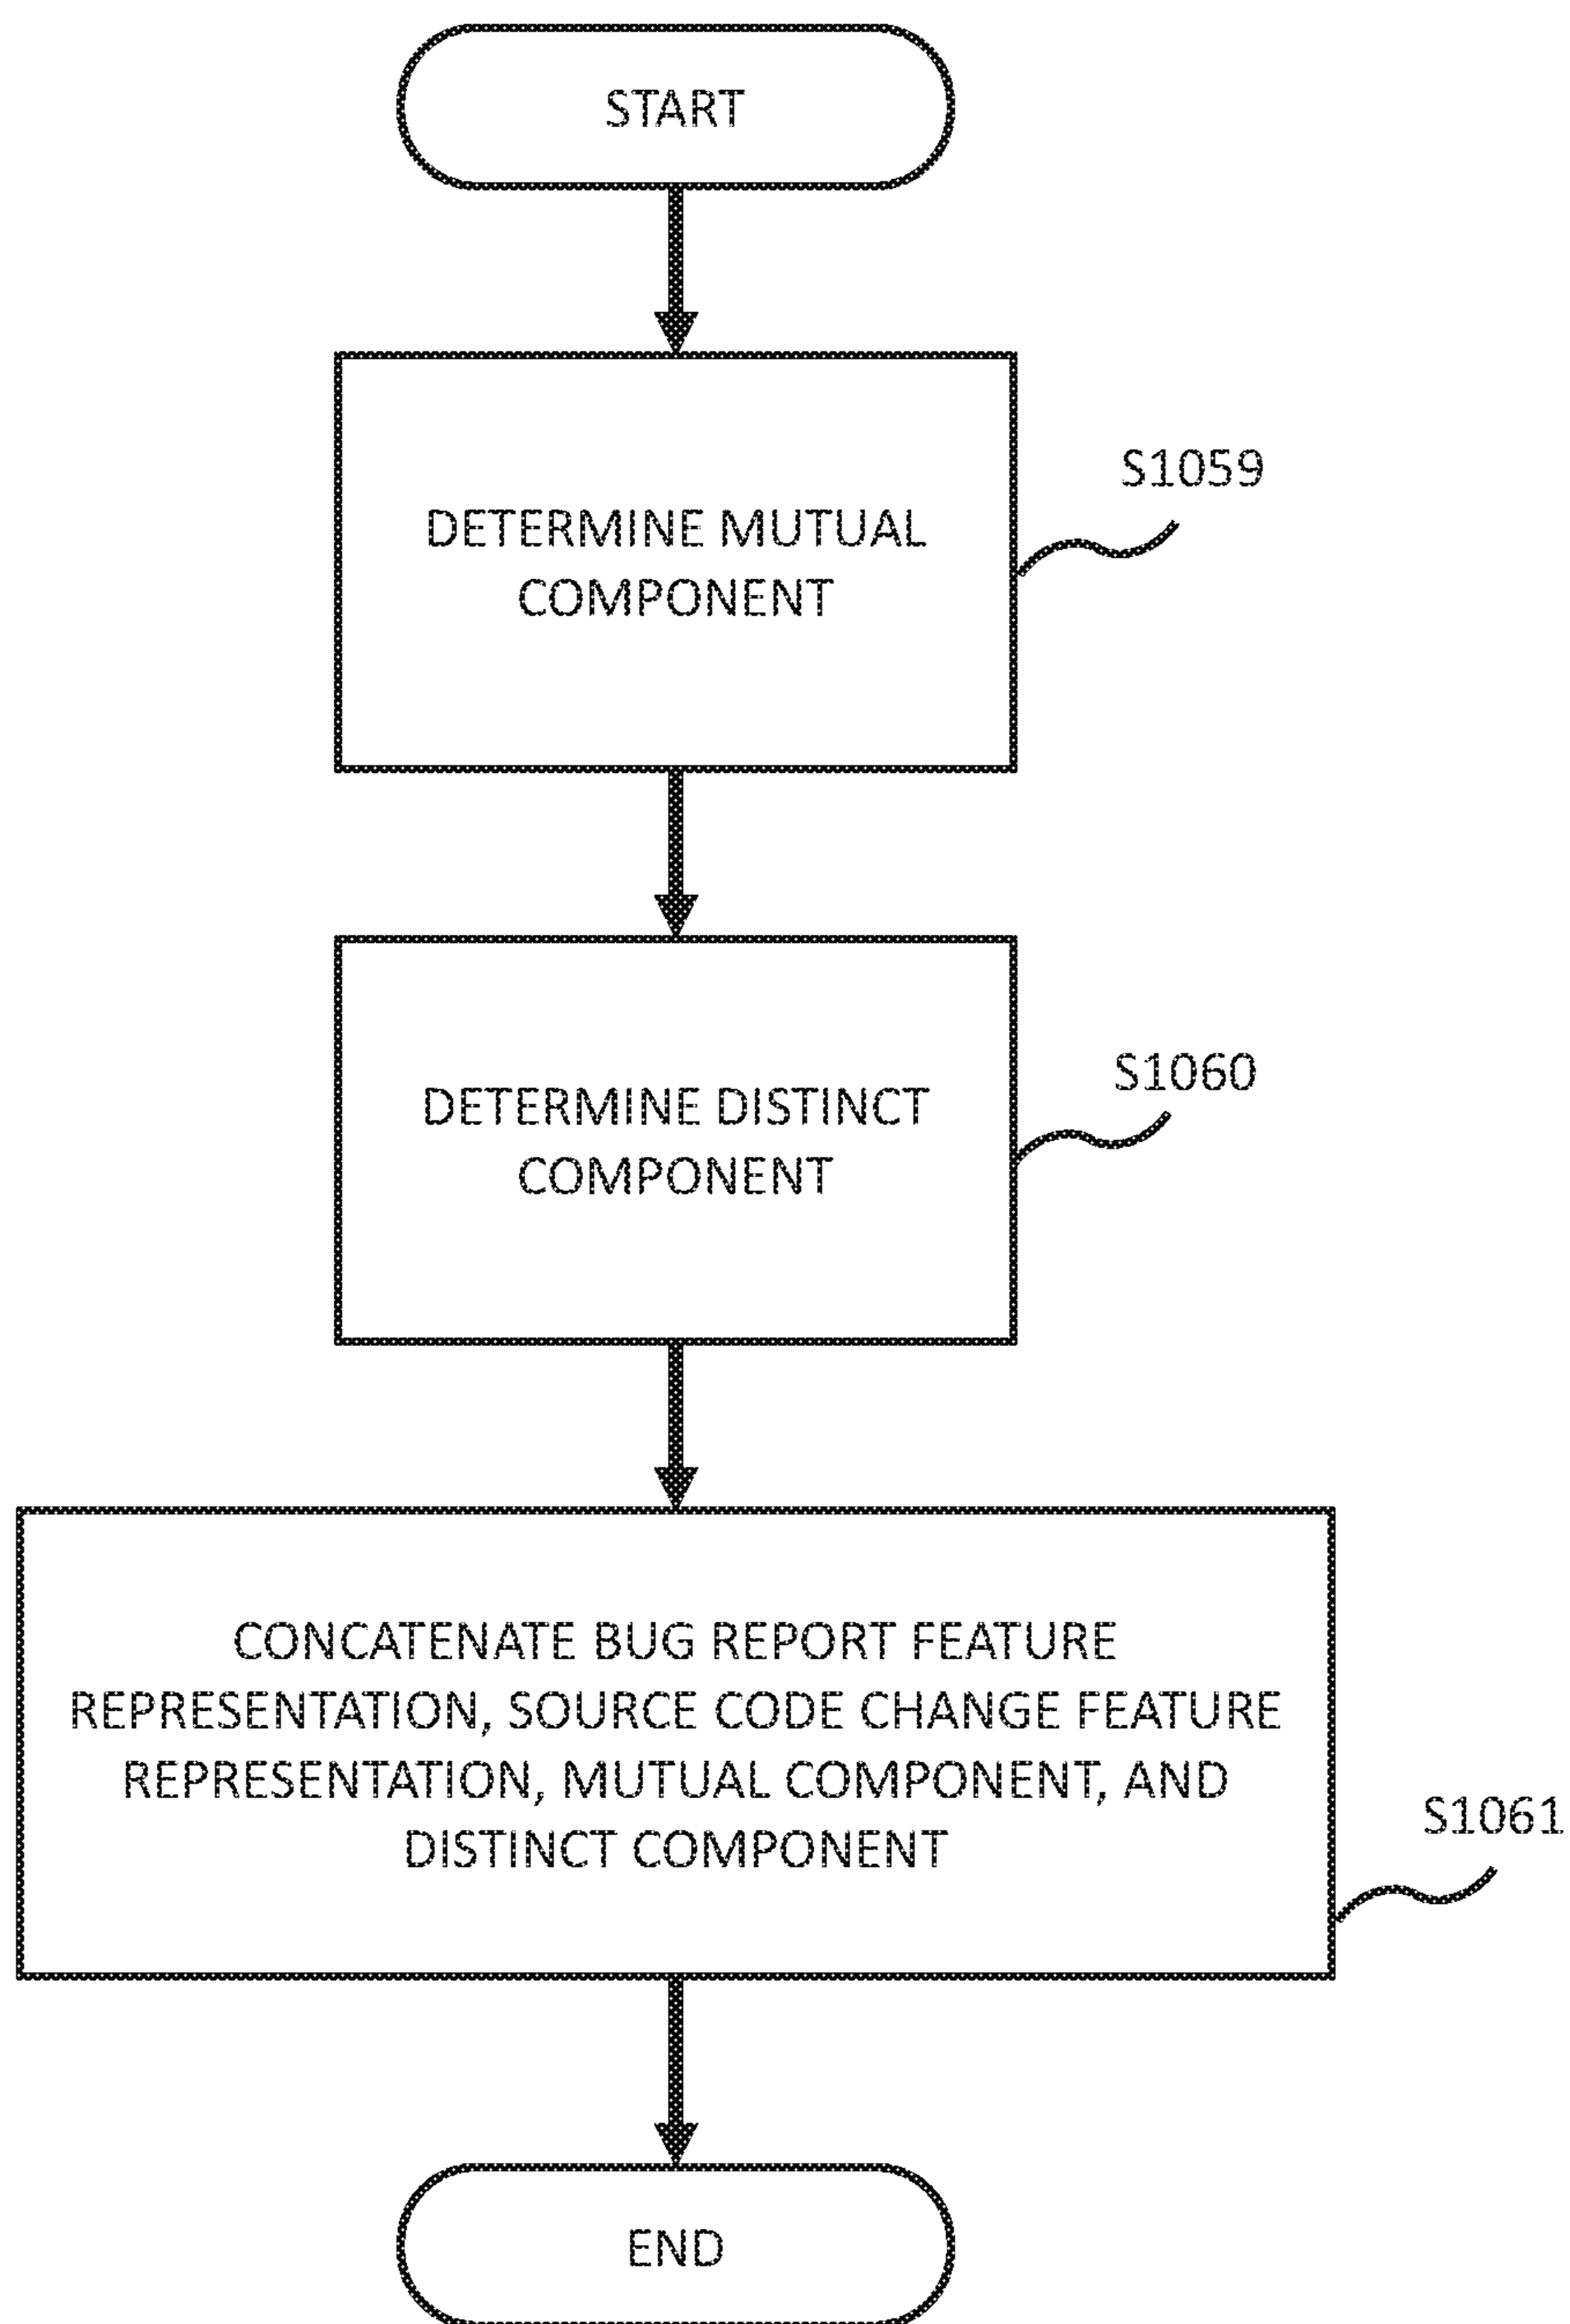 START
DETERMINE MUTUAL
COMPONENT
S1059
DETERMINE DISTINCT
COMPONENT
S1060
CONCATENATE BUG REPORT FEATURE
REPRESENTATION, SOURCE CODE CHANGE FEATURE
REPRESENTATION, MUTUAL COMPONENT, AND
DISTINCT COMPONENT
S1061
END